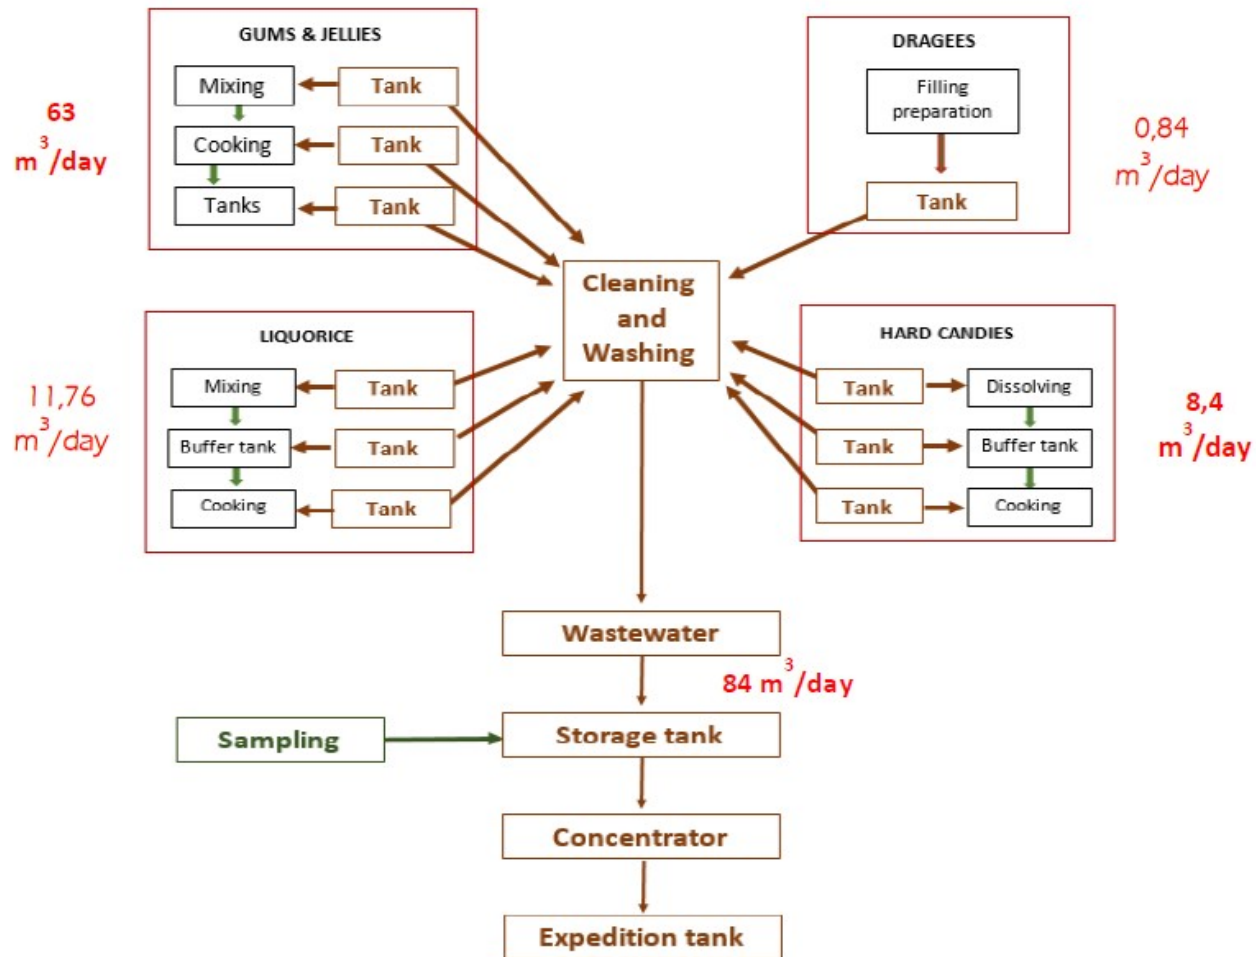 GUMS & JELLIES
Mixing
Tank
Cooking
Tank
Tanks
Tank
63
m³/day
DRAGEES
Filling
preparation
Tank
0,84
m³/day
Cleaning
and
Washing
LIQUORICE
Mixing
Tank
Buffer tank
Tank
Cooking
Tank
11,76
m³/day
HARD CANDIES
Tank
Dissolving
Tank
Buffer tank
Tank
Cooking
8,4
m³/day
Wastewater
84 m³/day
Sampling
Storage tank
Concentrator
Expedition tank